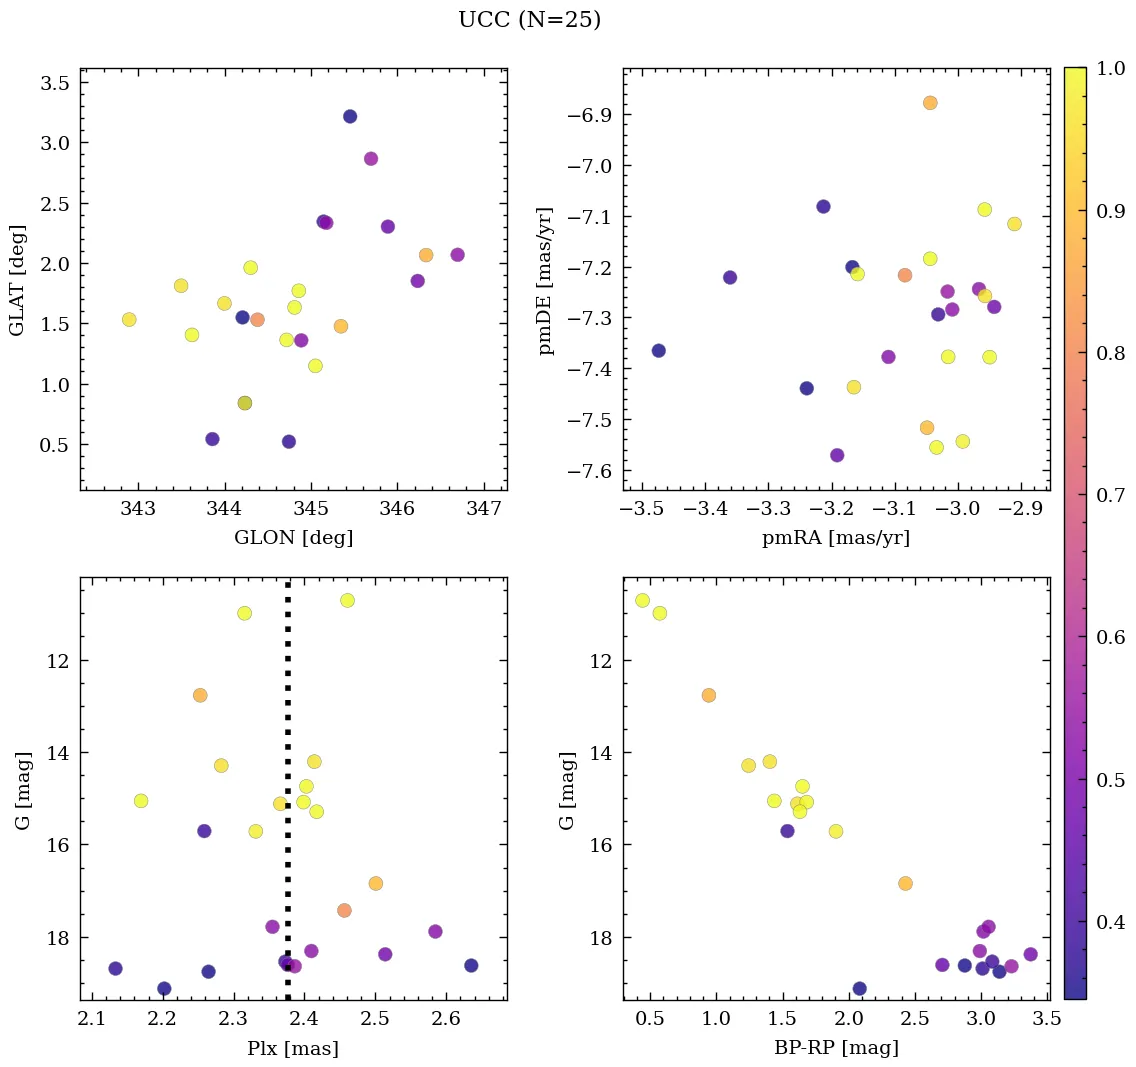 UCC (N=25)
3.5
3.0
2.5
2.0
1.5
1.0
0.5
GLAT [deg]
343 344 345 346 347
GLON [deg]
−6.9
−7.0
−7.1
−7.2
−7.3
−7.4
−7.5
−7.6
pmDE [mas/yr]
−3.5 −3.4 −3.3 −3.2 −3.1 −3.0 −2.9
pmRA [mas/yr]
12
14
16
18
G [mag]
2.1 2.2 2.3 2.4 2.5 2.6
Plx [mas]
12
14
16
18
G [mag]
0.5 1.0 1.5 2.0 2.5 3.0 3.5
BP-RP [mag]
1.0
0.9
0.8
0.7
0.6
0.5
0.4